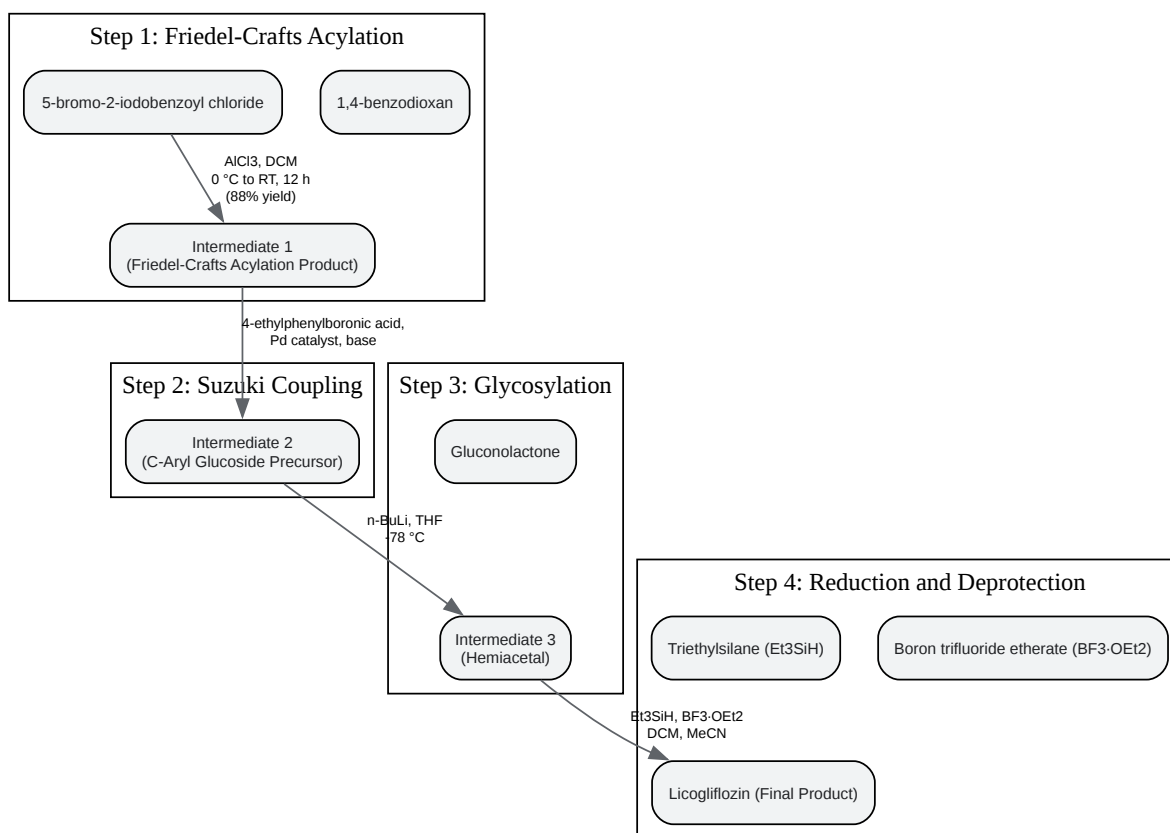 Step 1: Friedel-Crafts Acylation
5-bromo-2-iodobenzoyl chloride
1,4-benzodioxan
AlCl3, DCM
0 °C to RT, 12 h
(88% yield)
Intermediate 1
(Friedel-Crafts Acylation Product)
4-ethylphenylboronic acid,
Pd catalyst, base
Step 2: Suzuki Coupling
Intermediate 2
(C-Aryl Glucoside Precursor)
Step 3: Glycosylation
Gluconolactone
n-BuLi, THF
-78 °C
Intermediate 3
(Hemiacetal)
Step 4: Reduction and Deprotection
Triethylsilane (Et3SiH)
Boron trifluoride etherate (BF3·OEt2)
Et3SiH, BF3·OEt2
DCM, MeCN
Licogliflozin (Final Product)